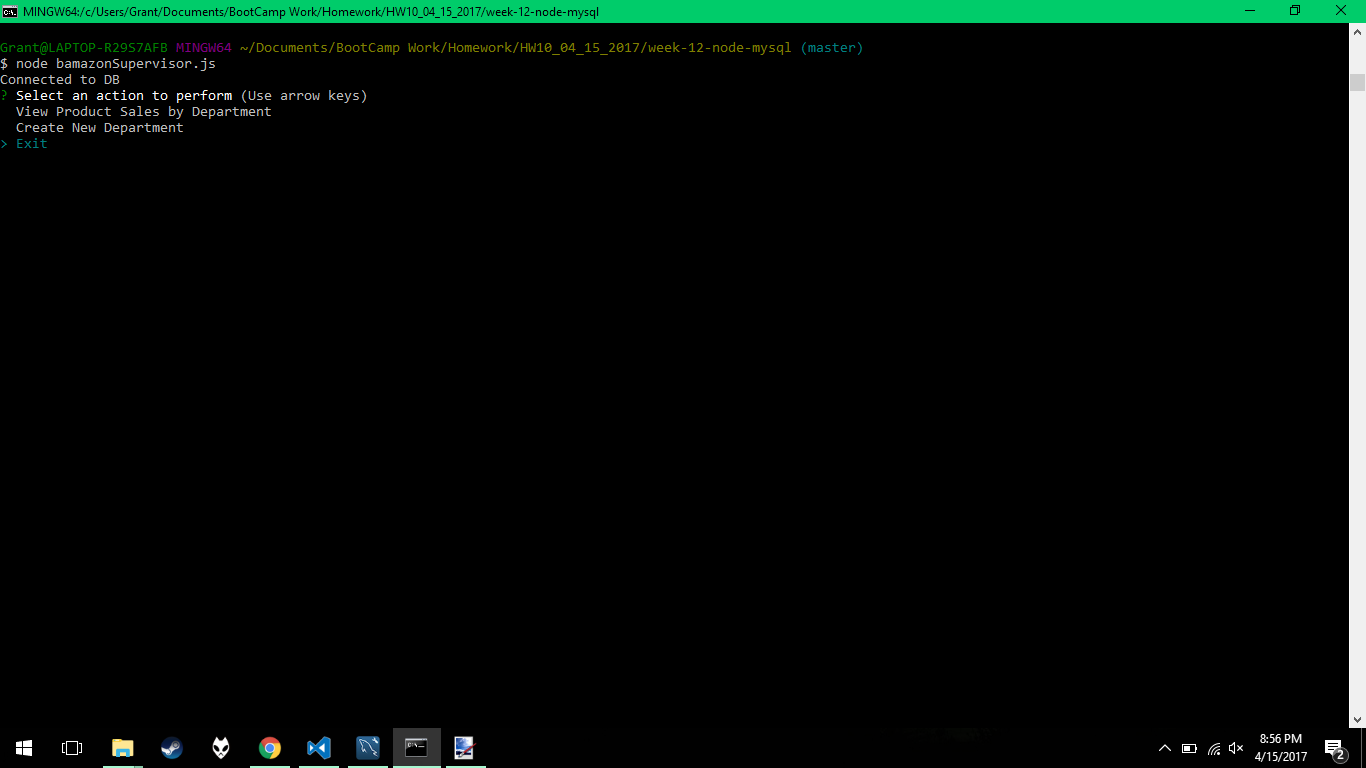 MINGW64:/c/Users/Grant/Documents/BootCamp Work/Homework/HW10_04_15_2017/week-12-node-mysql
Grant@LAPTOP-R29S7AFB MINGW64 ~/Documents/BootCamp Work/Homework/HW10_04_15_2017/week-12-node-mysql (master)
$ node bamazonSupervisor.js
Connected to DB
? Select an action to perform (Use arrow keys)
  View Product Sales by Department
  Create New Department
> Exit
8:56 PM
4/15/2017
2